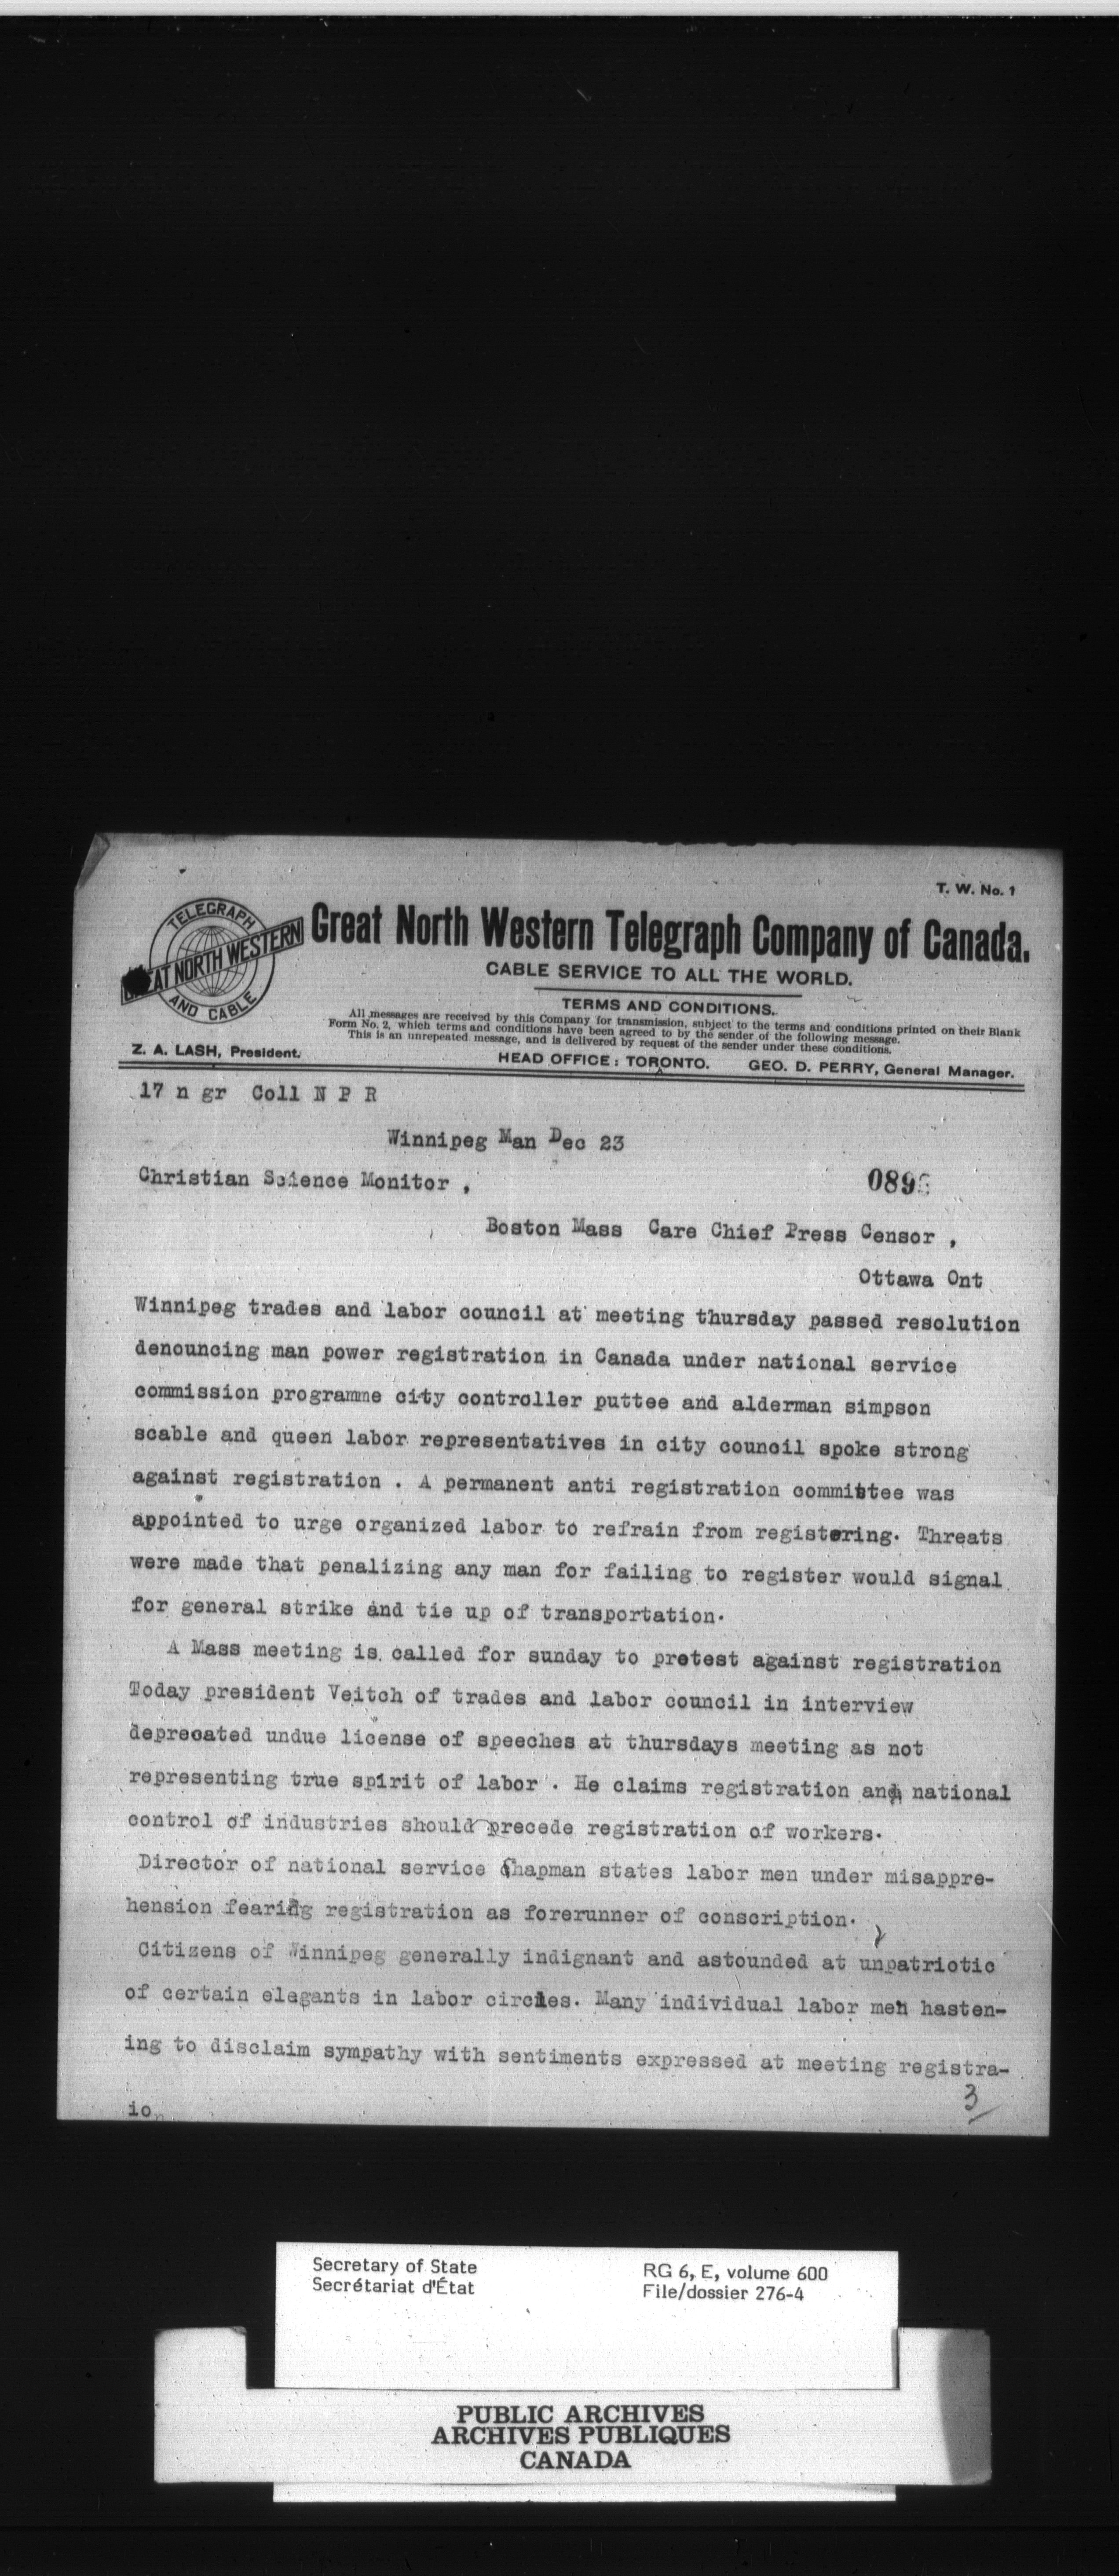 T. W. No. 1
TELEGRAPH
GREAT NORTH WESTERN
AND CABLE
Great North Western Telegraph Company of Canada.
CABLE SERVICE TO ALL THE WORLD.
TERMS AND CONDITIONS.
All messages are received by this Company for transmission, subject to the terms and conditions printed on their Blank
Form No. 2, which terms and conditions have been agreed to by the sender of the following message.
This is an unrepeated message, and is delivered by request of the sender under these conditions.
Z. A. LASH, President.
HEAD OFFICE: TORONTO.
GEO. D. PERRY, General Manager.
17 n gr Coll N P R
Winnipeg Man Dec 23
Christian Science Monitor ,
089
Boston Mass Care Chief Press Censor ,
Ottawa Ont
Winnipeg trades and labor council at meeting thursday passed resolution
denouncing man power registration in Canada under national service
commission programme city controller puttee and alderman simpson
scable and queen labor representatives in city council spoke strong
against registration . A permanent anti registration committee was
appointed to urge organized labor to refrain from registering. Threats
were made that penalizing any man for failing to register would signal
for general strike and tie up of transportation.
A Mass meeting is called for sunday to protest against registration
Today president Veitch of trades and labor council in interview
deprecated undue license of speeches at thursdays meeting as not
representing true spirit of labor . He claims registration and national
control of industries should precede registration of workers.
Director of national service Chapman states labor men under misappre-
hension fearing registration as forerunner of conscription.
Citizens of Winnipeg generally indignant and astounded at unpatriotic
of certain elegants in labor circles. Many individual labor men hasten-
ing to disclaim sympathy with sentiments expressed at meeting registra-
ion
3
Secretary of State
Secrétariat d'État
RG 6, E, volume 600
File/dossier 276-4
PUBLIC ARCHIVES
ARCHIVES PUBLIQUES
CANADA